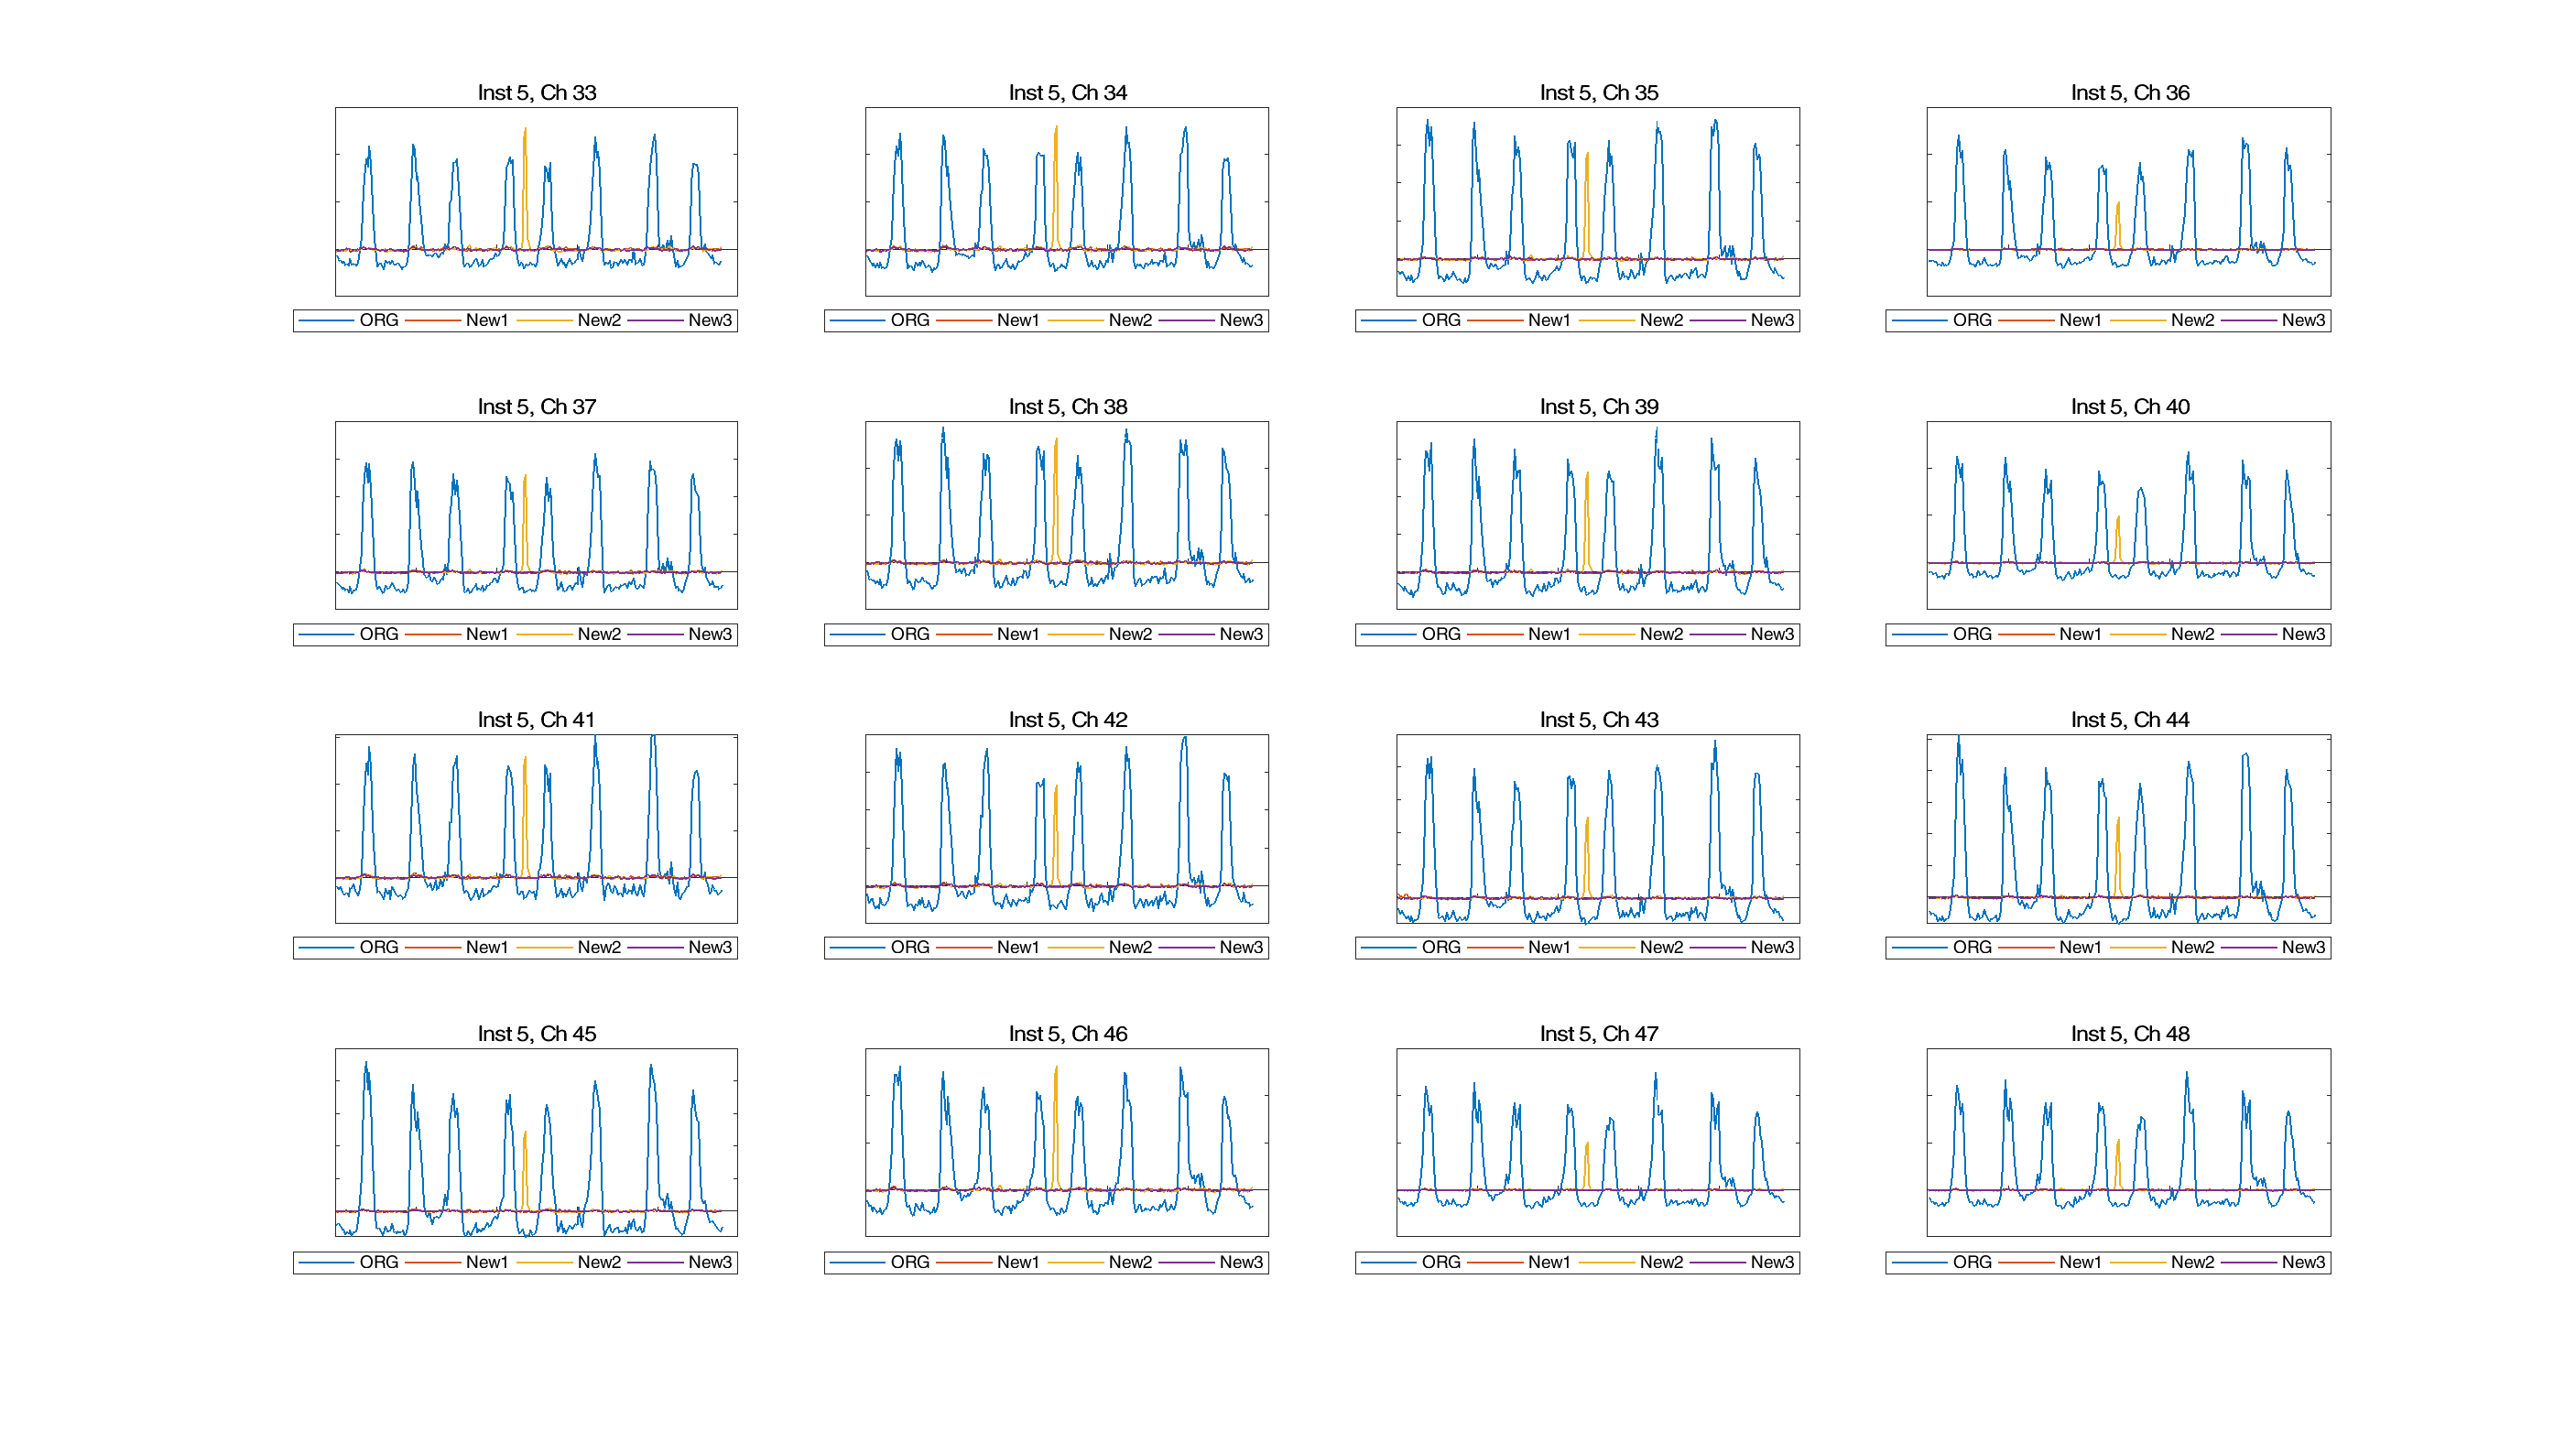 Inst 5, Ch 33
Inst 5, Ch 34
Inst 5, Ch 35
Inst 5, Ch 36
ORG New1 New2 New3
ORG New1 New2 New3
ORG New1 New2 New3
ORG New1 New2 New3
Inst 5, Ch 37
Inst 5, Ch 38
Inst 5, Ch 39
Inst 5, Ch 40
ORG New1 New2 New3
ORG New1 New2 New3
ORG New1 New2 New3
ORG New1 New2 New3
Inst 5, Ch 41
Inst 5, Ch 42
Inst 5, Ch 43
Inst 5, Ch 44
ORG New1 New2 New3
ORG New1 New2 New3
ORG New1 New2 New3
ORG New1 New2 New3
Inst 5, Ch 45
Inst 5, Ch 46
Inst 5, Ch 47
Inst 5, Ch 48
ORG New1 New2 New3
ORG New1 New2 New3
ORG New1 New2 New3
ORG New1 New2 New3